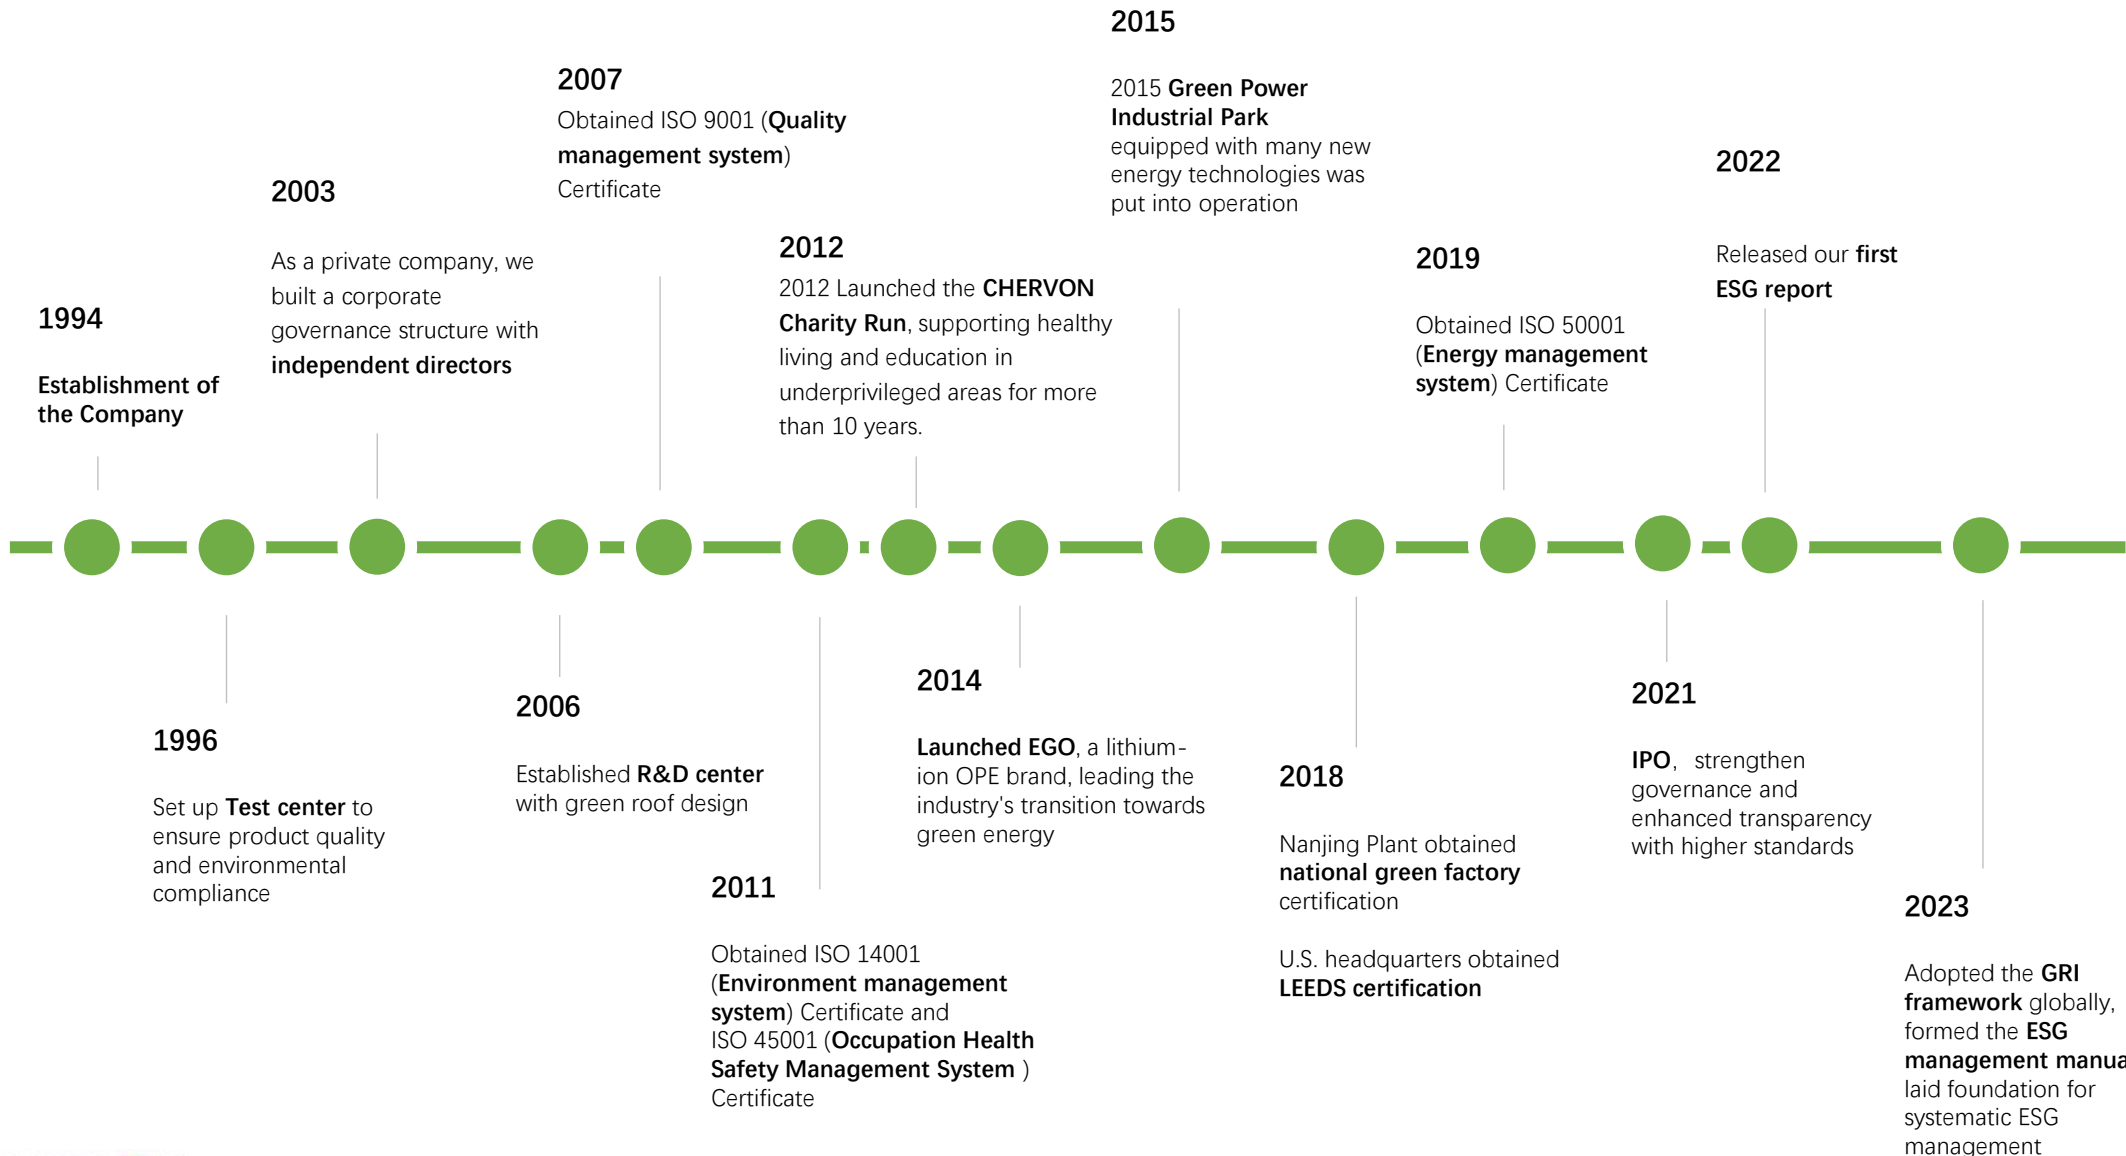 1994
Establishment of
the Company
1996
Set up Test center to
ensure product quality
and environmental
compliance
2003
As a private company, we
built a corporate
governance structure with
independent directors
2006
Established R&D center
with green roof design
2007
Obtained ISO 9001 (Quality
management system)
Certificate
2011
Obtained ISO 14001
(Environment management
system) Certificate and
ISO 45001 (Occupation Health
Safety Management System )
Certificate
2012
2012 Launched the CHERVON
Charity Run, supporting healthy
living and education in
underprivileged areas for more
than 10 years.
2014
Launched EGO, a lithium-
ion OPE brand, leading the
industry's transition towards
green energy
2015
2015 Green Power
Industrial Park
equipped with many new
energy technologies was
put into operation
2018
Nanjing Plant obtained
national green factory
certification
U.S. headquarters obtained
LEEDS certification
2019
Obtained ISO 50001
(Energy management
system) Certificate
2021
IPO, strengthen
governance and
enhanced transparency
with higher standards
2022
Released our first
ESG report
2023
Adopted the GRI
framework globally,
formed the ESG
management manua
laid foundation for
systematic ESG
management